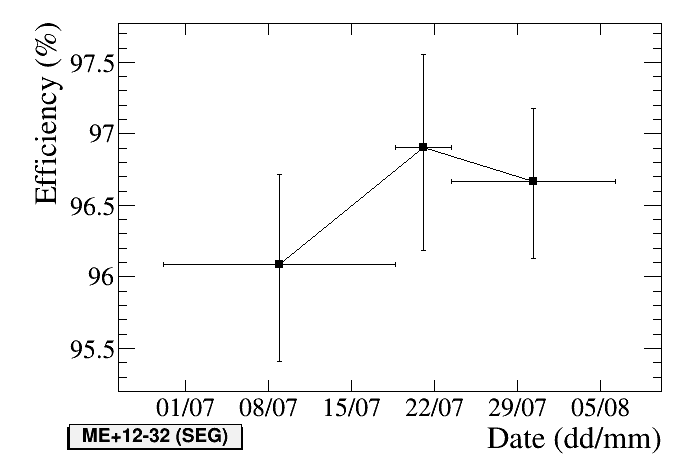 Efficiency (%)
97.5
97
96.5
96
95.5
01/07 08/07 15/07 22/07 29/07 05/08
ME+12-32 (SEG)
Date (dd/mm)